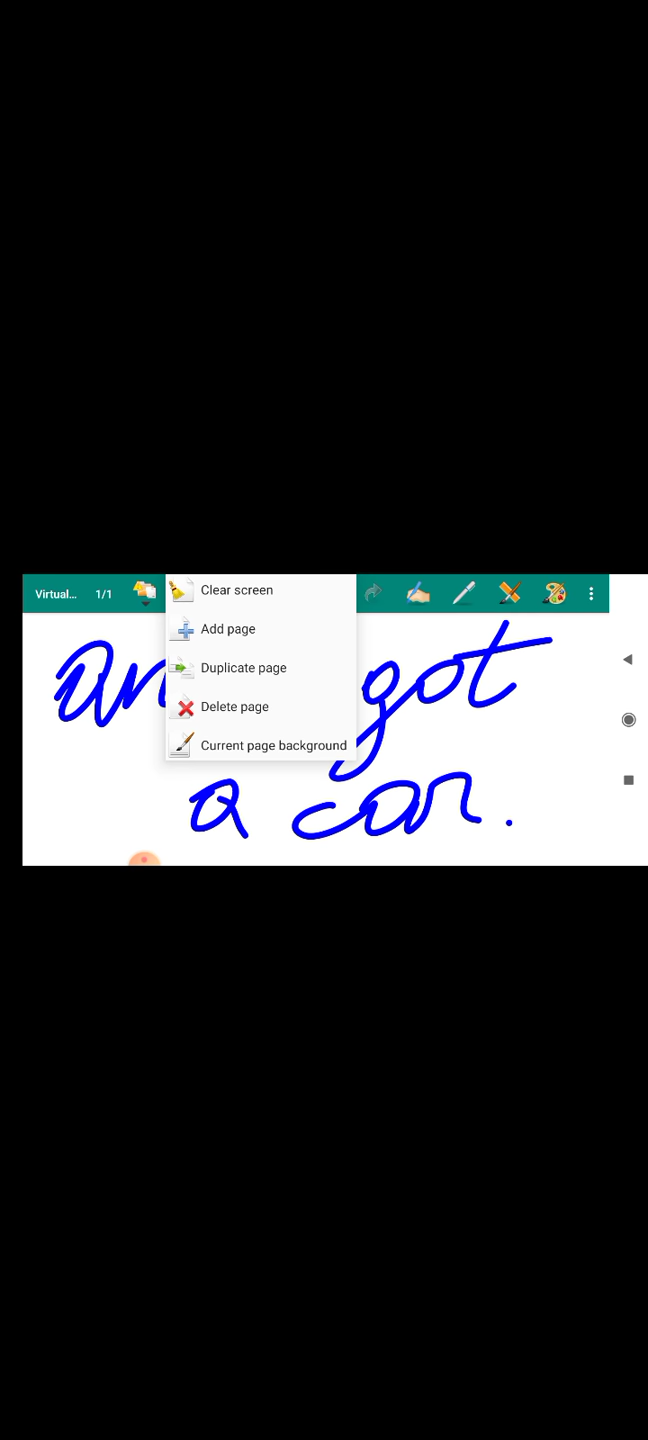 Virtual... 1/1
Clear screen
Add page
Duplicate page
Delete page
Current page background
got
a car.